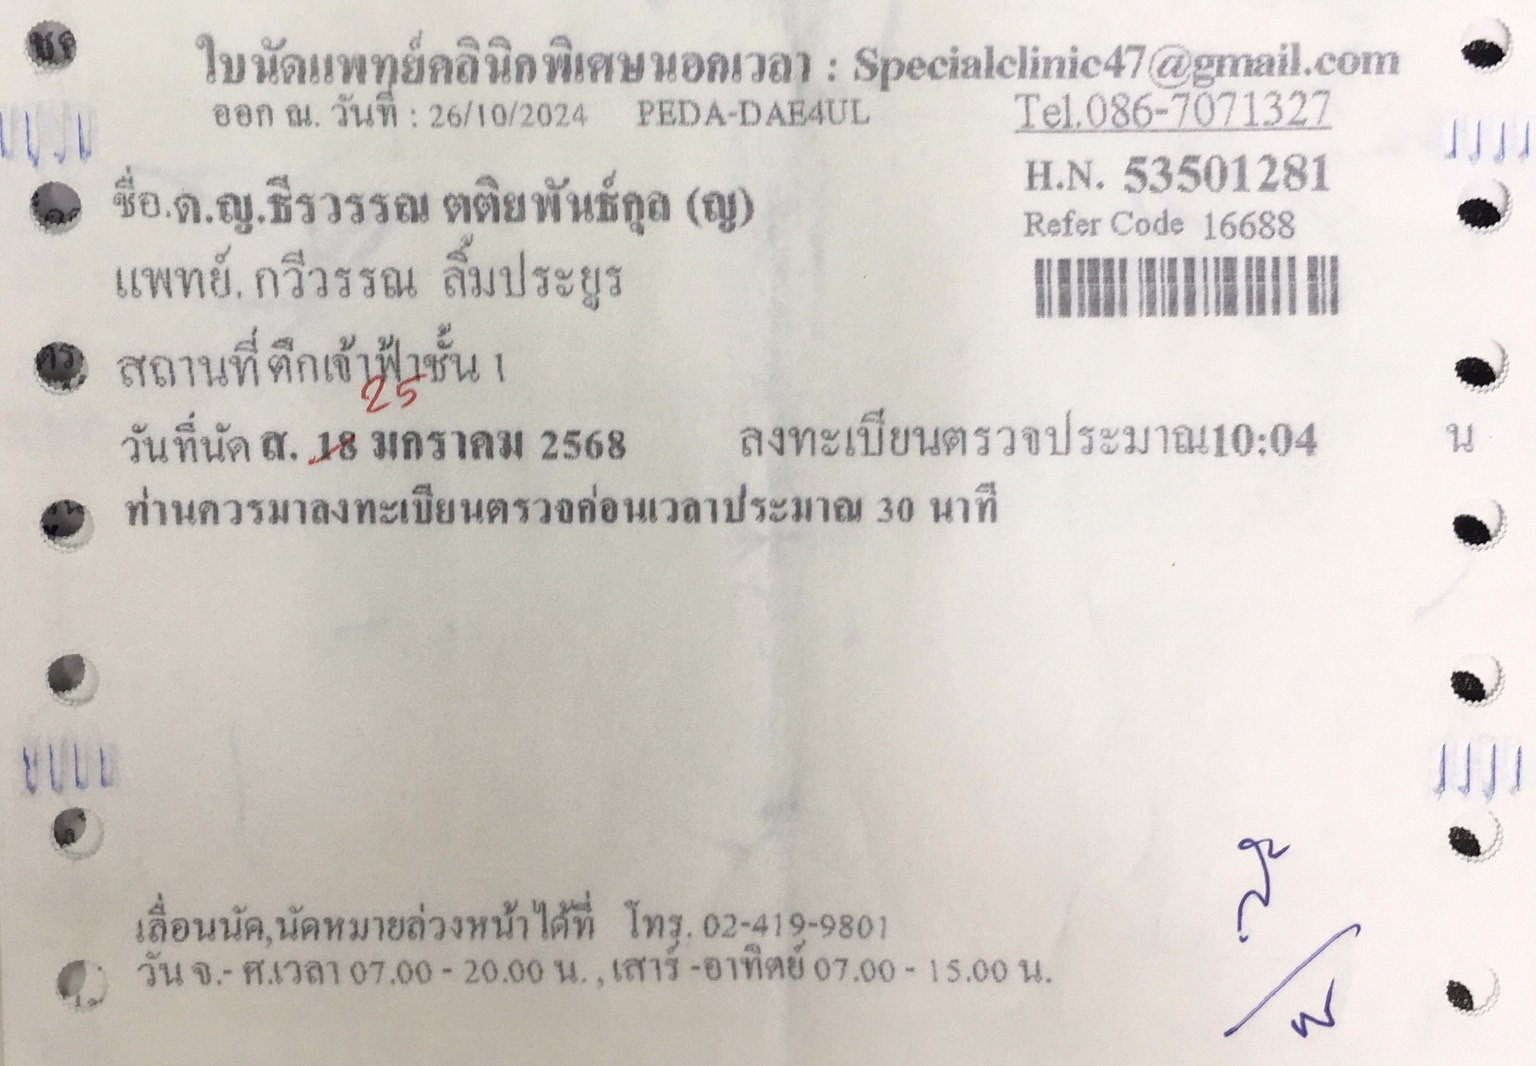 ใบนัดแพทย์คลินิกพิเศษนอกเวลา : Specialclinic47@gmail.com
ออก ณ. วันที่ : 26/10/2024 PEDA-DAE4UL Tel.086-7071327
H.N. 53501281
ชื่อ.ด.ญ.ธีรวรรณ ตติยพันธ์กุล (ญ)
Refer Code 16688
แพทย์. กวีวรรณ ลิ้มประยูร
สถานที่ ตึกเจ้าฟ้าชั้น 1
25
วันที่นัด ส. 18 มกราคม 2568 ลงทะเบียนตรวจประมาณ10:04 น
ท่านควรมาลงทะเบียนตรวจก่อนเวลาประมาณ 30 นาที
เลื่อนนัด,นัดหมายล่วงหน้าได้ที่ โทร. 02-419-9801
วัน จ.- ศ.เวลา 07.00 - 20.00 น. , เสาร์ -อาทิตย์ 07.00 - 15.00 น.